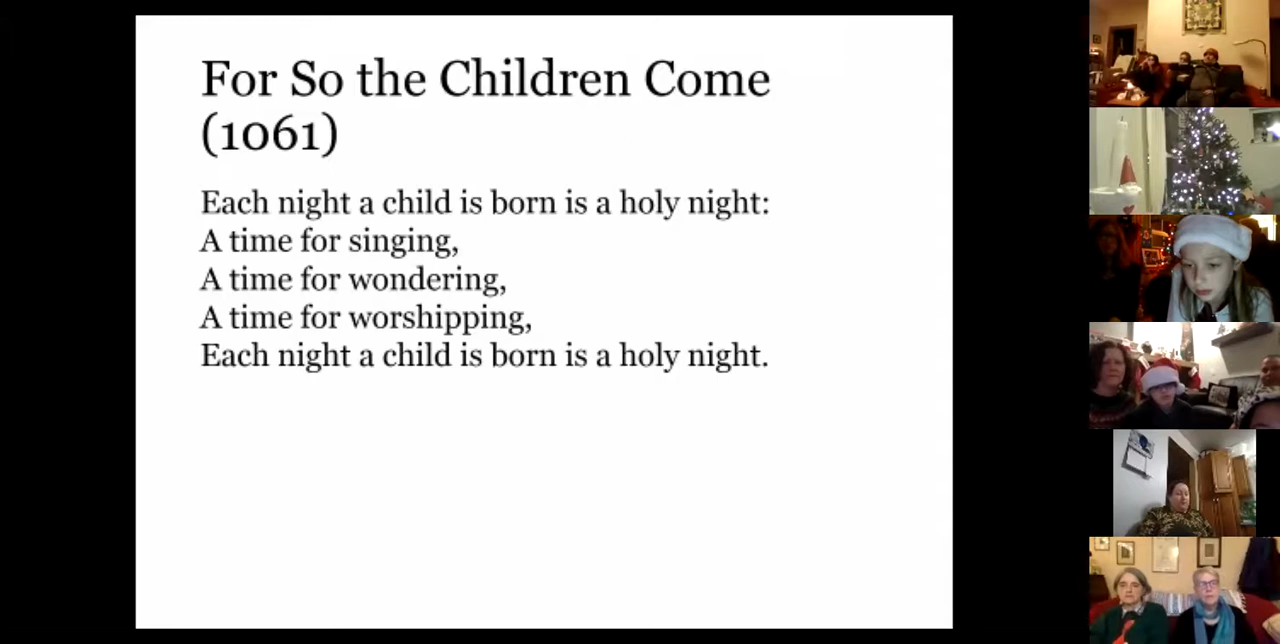 For So the Children Come
(1061)
Each night a child is born is a holy night:
A time for singing,
A time for wondering,
A time for worshipping,
Each night a child is born is a holy night.